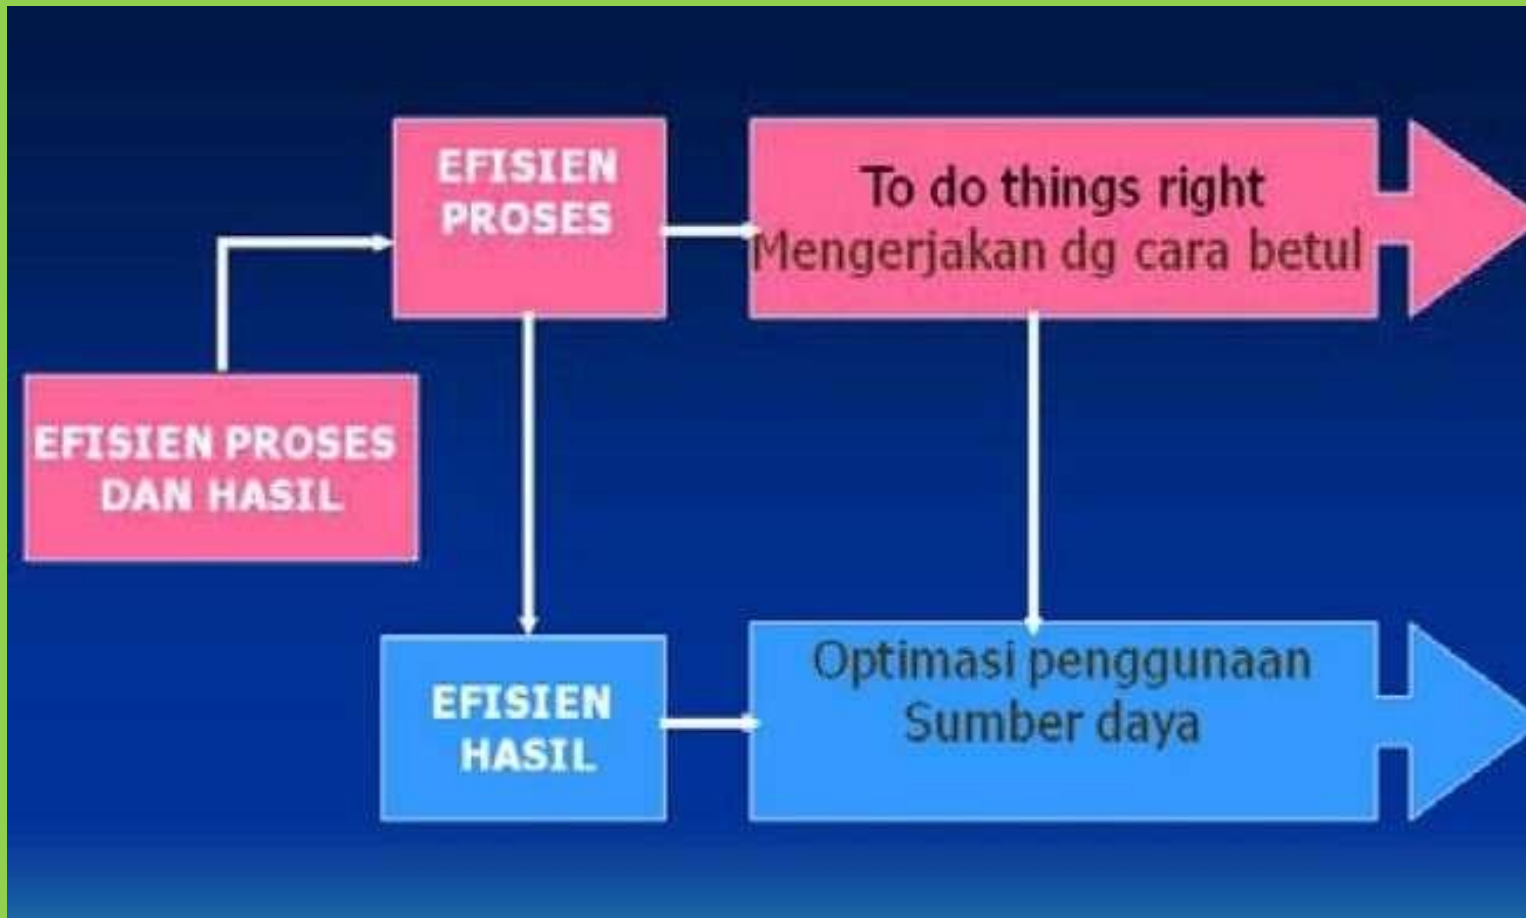 EFISIEN
PROSES
To do things right
Mengerjakan dg cara betul
EFISIEN PROSES
DAN HASIL
EFISIEN
HASIL
Optimasi penggunaan
Sumber daya